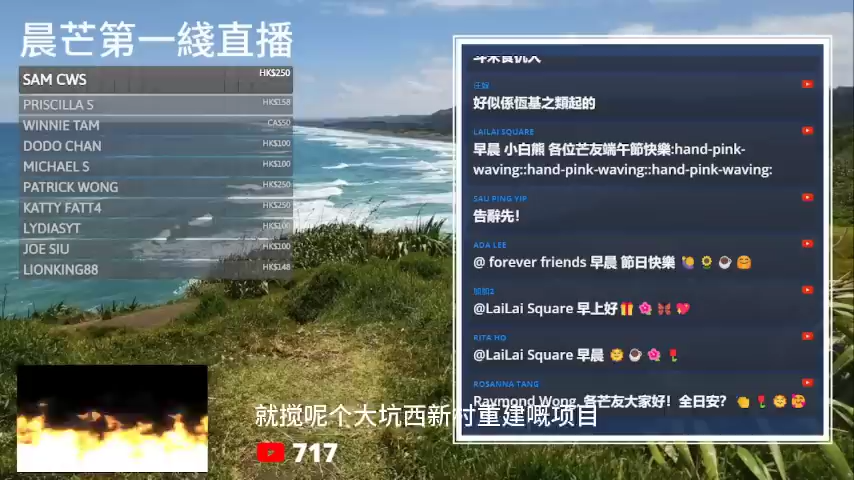 晨芒第一綫直播
SAM CWS HK$250
PRISCILLA S HK$158
WINNIE TAM CA$50
DODO CHAN HK$100
MICHAEL S HK$100
PATRICK WONG HK$250
KATTY FATT4 HK$250
LYDIASYT
JOE SIU HK$100
LIONKING88 HK$148
好似係恆基之類起的
LAILAI SQUARE
早晨 小白熊 各位芒友端午節快樂:hand-pink-
waving::hand-pink-waving::hand-pink-waving:
SAU PING YIP
告辭先!
ADA LEE
@ forever friends 早晨 節日快樂
@LaiLai Square 早上好
RITA HO
@LaiLai Square 早晨
ROSANNA TANG
Raymond Wong, 各芒友大家好! 全日安?
就搅呢个大坑西新村重建嘅项目
717